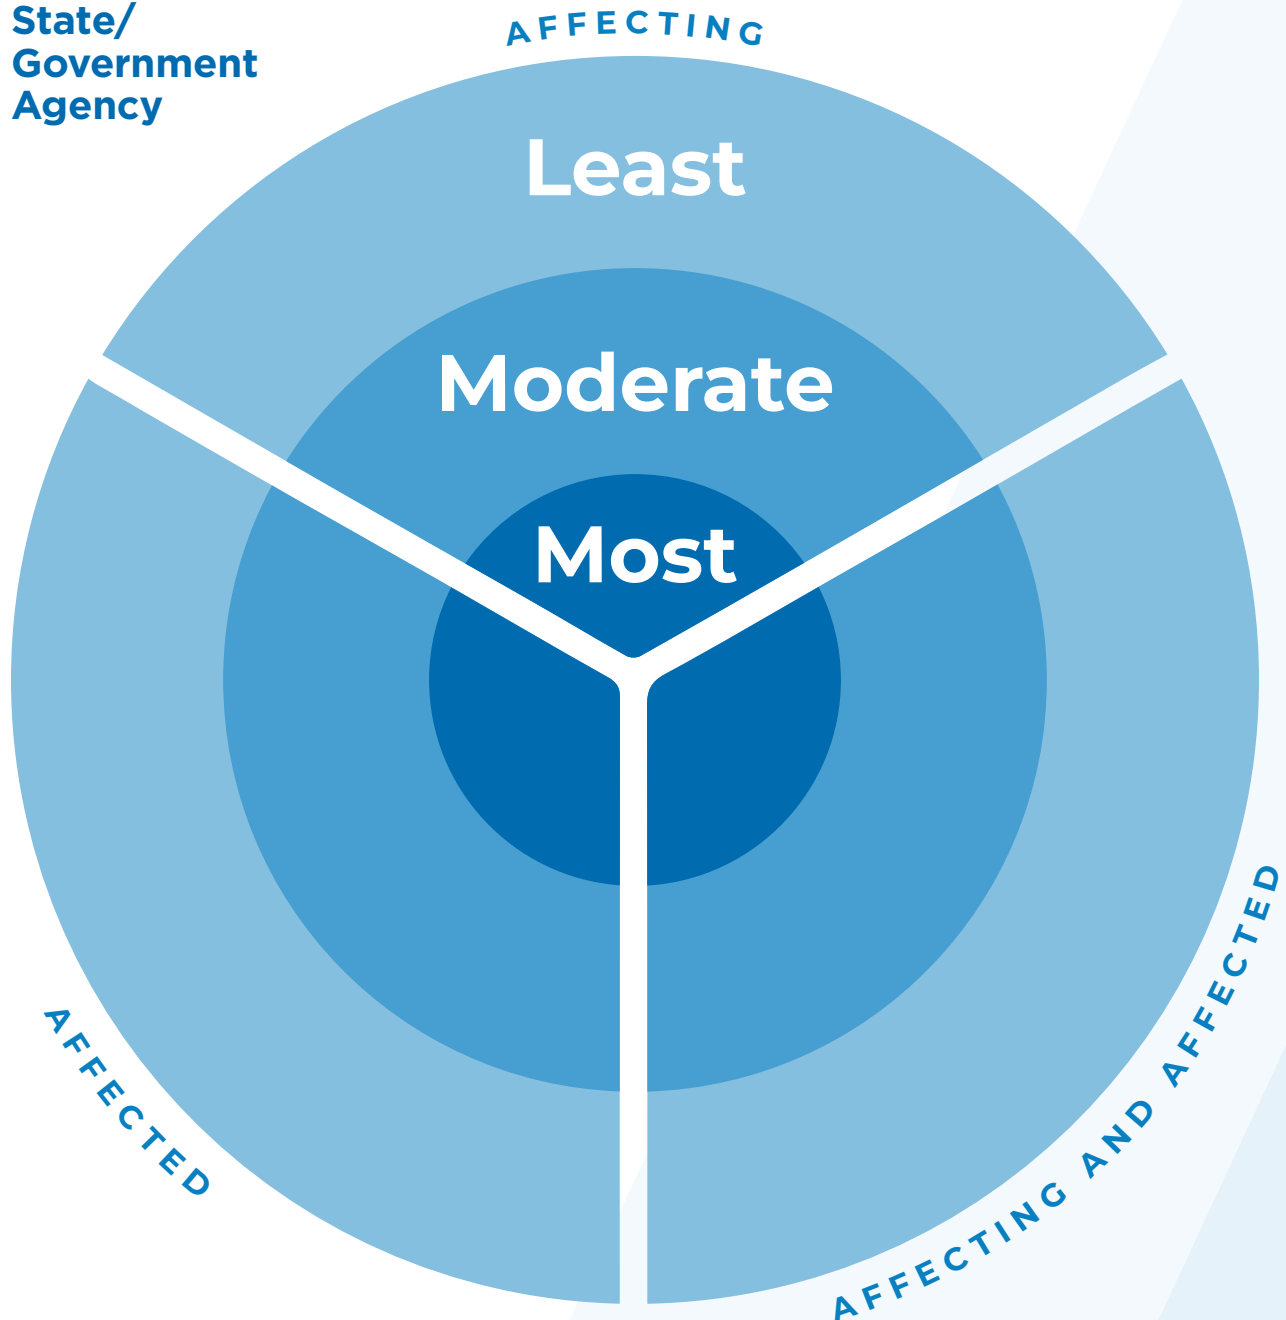 State/
Government
Agency
AFFECTING
Least
Moderate
Most
AFFECTED
AFFECTING AND AFFECTED